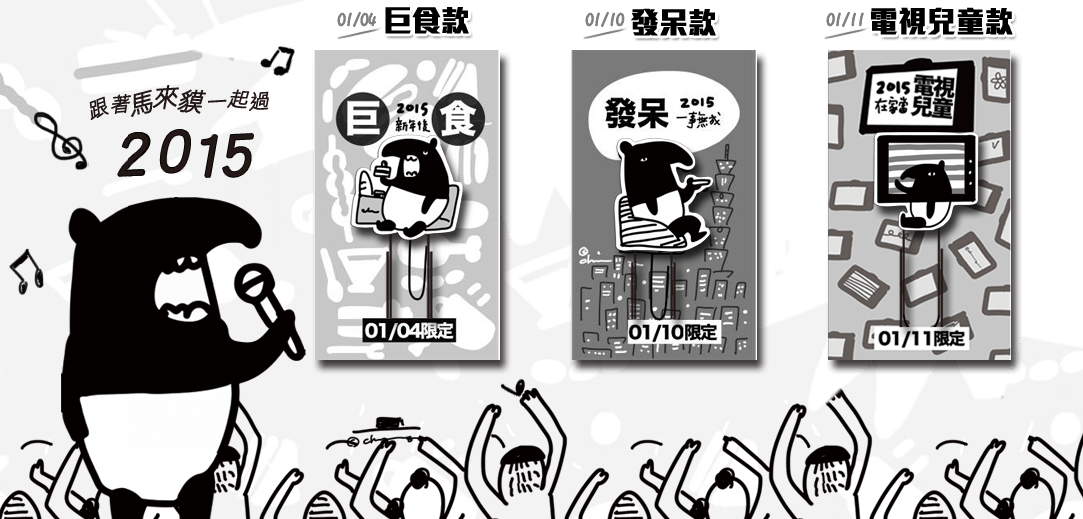 跟著馬來貘一起過
2015
01/04 巨食款
巨食
2015
新年後
01/04限定
01/10 發呆款
發呆
2015
一事無成
01/10限定
01/11 電視兒童款
2015
在家當
電視
兒童
01/11限定